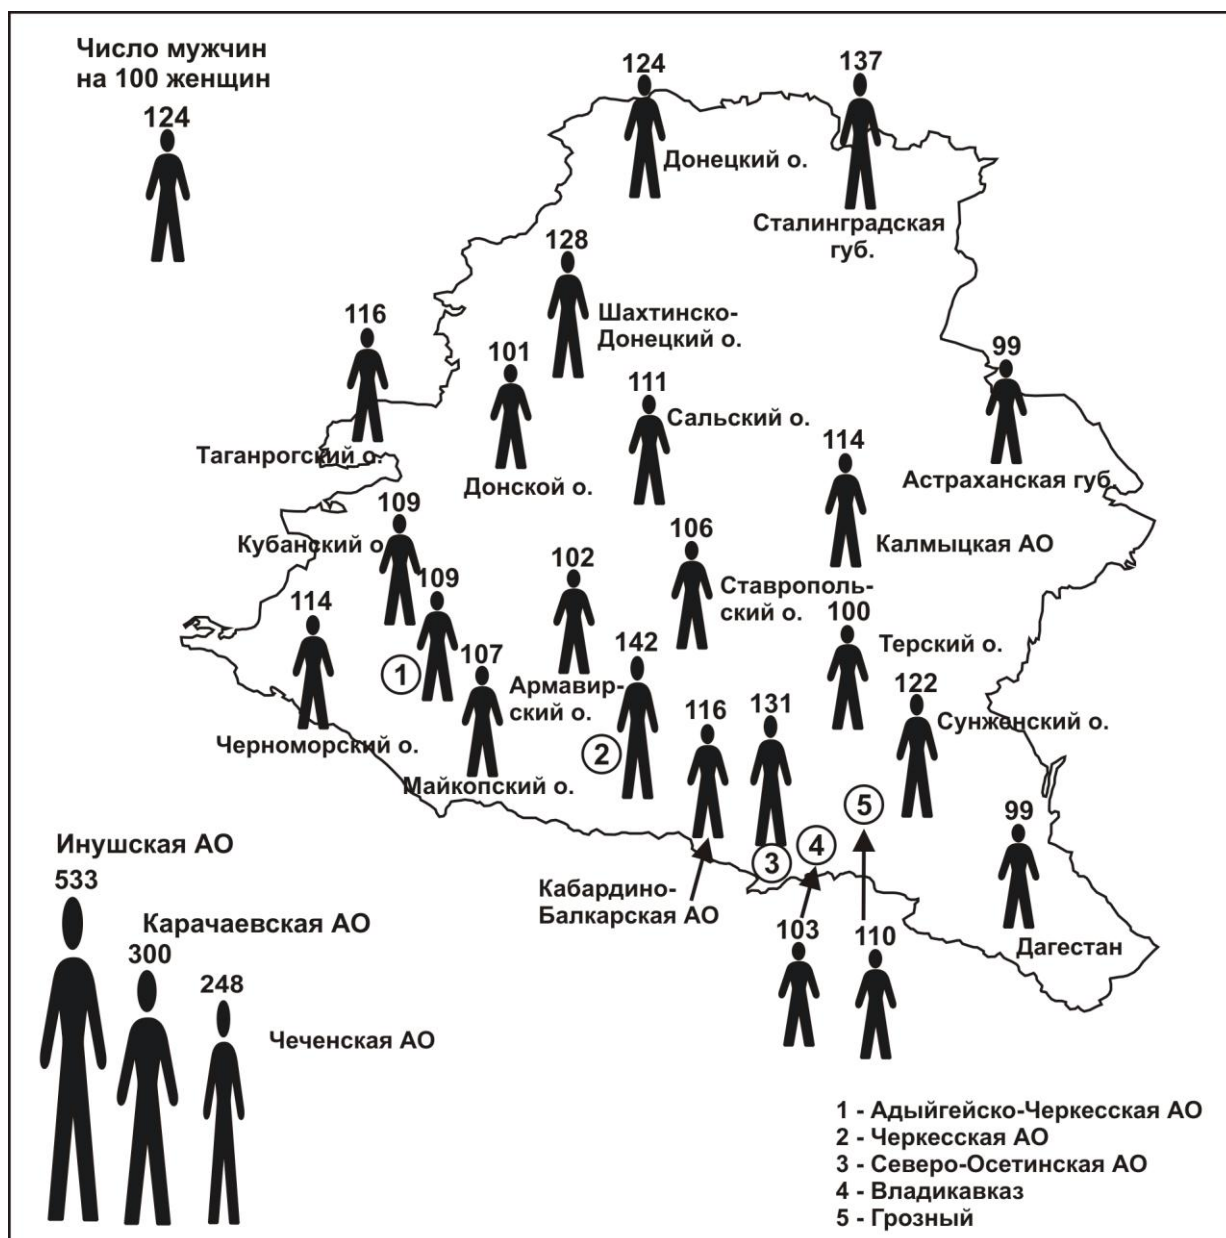 Число мужчин
на 100 женщин
124
124
137
Донецкий о.
Сталинградская
губ.
128
Шахтинско-
Донецкий о.
116
101
99
111
Сальский о.
Таганрогский о.
114
Астраханская губ.
Донской о.
109
Кубанский о
106
Калмыцкая АО
102
109
Ставрополь-
ский о.
114
100
Терский о.
142
1
107
Армавир-
ский о.
122
116
131
Сунженский о.
Черноморский о.
2
Майкопский о.
5
99
Инушская АО
4
3
533
Кабардино-
Балкарская АО
Карачаевская АО
103
110
Дагестан
300
248
Чеченская АО
1 - Адыйгейско-Черкесская АО
2 - Черкесская АО
3 - Северо-Осетинская АО
4 - Владикавказ
5 - Грозный